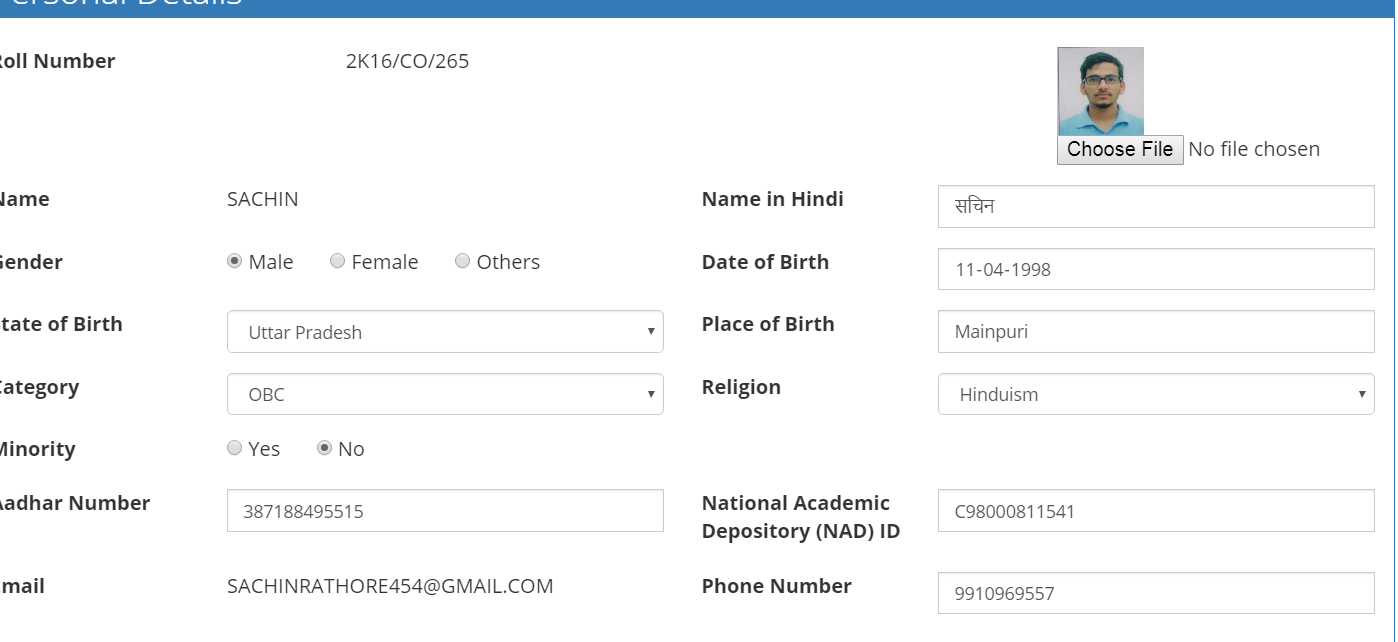 Personal Details
Roll Number 2K16/CO/265
Choose File No file chosen
Name SACHIN Name in Hindi सचिन
Gender Male Female Others Date of Birth 11-04-1998
State of Birth Uttar Pradesh Place of Birth Mainpuri
Category OBC Religion Hinduism
Minority Yes No
Aadhar Number 387188495515 National Academic
Depository (NAD) ID C98000811541
Email SACHINRATHORE454@GMAIL.COM Phone Number 9910969557